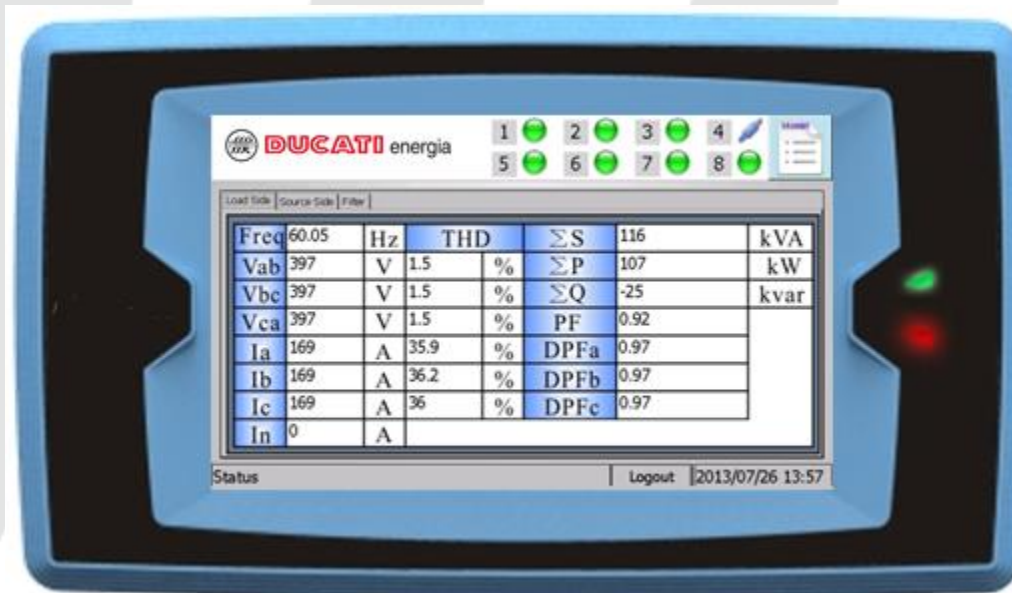 DUCATI energia
1 2 3 4
5 6 7 8
Load Side Source Side Filter
Freq 60.05 Hz THD ΣS 116 kVA
Vab 397 V 1.5 % ΣP 107 kW
Vbc 397 V 1.5 % ΣQ -25 kvar
Vca 397 V 1.5 % PF 0.92
Ia 169 A 35.9 % DPFa 0.97
Ib 169 A 36.2 % DPFb 0.97
Ic 169 A 36 % DPFc 0.97
In 0 A
Status Logout 2013/07/26 13:57